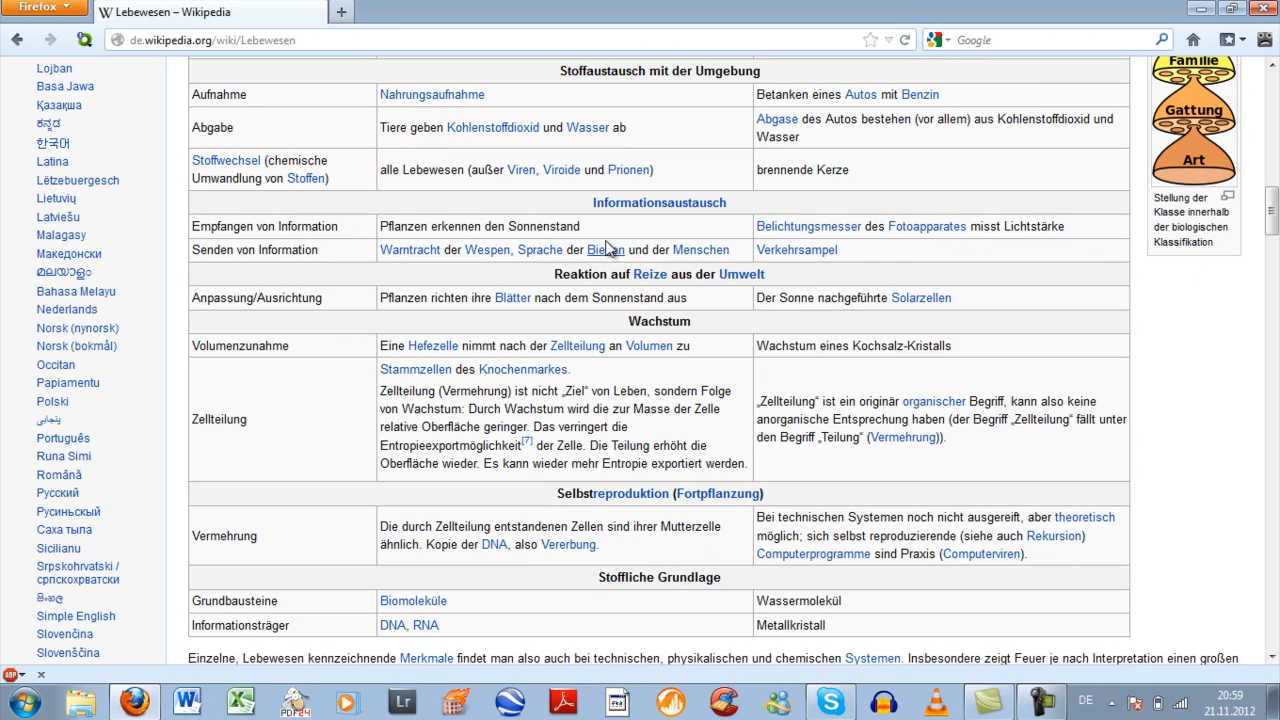 Firefox
Lebewesen – Wikipedia
de.wikipedia.org/wiki/Lebewesen
Google
Lojban
Basa Jawa
Қазақша
ಕನ್ನಡ
한국어
Latina
Lëtzebuergesch
Lietuvių
Latviešu
Malagasy
Македонски
മലയാളം
Bahasa Melayu
Nederlands
Norsk (nynorsk)
Norsk (bokmål)
Occitan
Papiamentu
Polski
پنجابی
Português
Runa Simi
Română
Русский
Русиньскый
Саха тыла
Sicilianu
Srpskohrvatski /
српскохрватски
සිංහල
Simple English
Slovenčina
Slovenščina
Stoffaustausch mit der Umgebung
Aufnahme Nahrungsaufnahme Betanken eines Autos mit Benzin
Abgabe Tiere geben Kohlenstoffdioxid und Wasser ab Abgase des Autos bestehen (vor allem) aus Kohlenstoffdioxid und
Wasser
Stoffwechsel (chemische
Umwandlung von Stoffen) alle Lebewesen (außer Viren, Viroide und Prionen) brennende Kerze
Informationsaustausch
Empfangen von Information Pflanzen erkennen den Sonnenstand Belichtungsmesser des Fotoapparates misst Lichtstärke
Senden von Information Warntracht der Wespen, Sprache der Bienen und der Menschen Verkehrsampel
Reaktion auf Reize aus der Umwelt
Anpassung/Ausrichtung Pflanzen richten ihre Blätter nach dem Sonnenstand aus Der Sonne nachgeführte Solarzellen
Wachstum
Volumenzunahme Eine Hefezelle nimmt nach der Zellteilung an Volumen zu Wachstum eines Kochsalz-Kristalls
Zellteilung
Stammzellen des Knochenmarkes.
Zellteilung (Vermehrung) ist nicht „Ziel“ von Leben, sondern Folge
von Wachstum: Durch Wachstum wird die zur Masse der Zelle
relative Oberfläche geringer. Das verringert die
Entropieexportmöglichkeit[7] der Zelle. Die Teilung erhöht die
Oberfläche wieder. Es kann wieder mehr Entropie exportiert werden.
„Zellteilung“ ist ein originär organischer Begriff, kann also keine
anorganische Entsprechung haben (der Begriff „Zellteilung“ fällt unter
den Begriff „Teilung“ (Vermehrung)).
Selbstreproduktion (Fortpflanzung)
Vermehrung
Die durch Zellteilung entstandenen Zellen sind ihrer Mutterzelle
ähnlich. Kopie der DNA, also Vererbung.
Bei technischen Systemen noch nicht ausgereift, aber theoretisch
möglich; sich selbst reproduzierende (siehe auch Rekursion)
Computerprogramme sind Praxis (Computerviren).
Stoffliche Grundlage
Grundbausteine Biomoleküle Wassermolekül
Informationsträger DNA, RNA Metallkristall
Einzelne, Lebewesen kennzeichnende Merkmale findet man also auch bei technischen, physikalischen und chemischen Systemen. Insbesondere zeigt Feuer je nach Interpretation einen großen
Familie
Gattung
Art
Stellung der
Klasse innerhalb
der biologischen
Klassifikation
ABP
PDF24
Lr
DE
20:59
21.11.2012